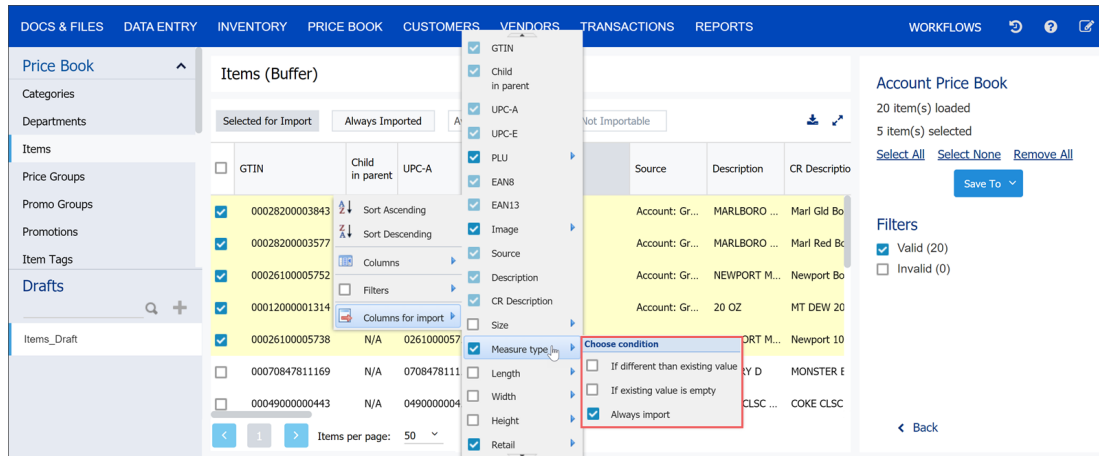 DOCS & FILES DATA ENTRY INVENTORY PRICE BOOK CUSTOMERS VENDORS TRANSACTIONS REPORTS WORKFLOWS
Price Book
Categories
Departments
Items
Price Groups
Promo Groups
Promotions
Item Tags
Drafts
Items_Draft
Items (Buffer)
Selected for Import Always Imported Not Importable
GTIN Child in parent UPC-A Source Description CR Descriptio
00028200003843 Account: Gr... MARLBORO ... Marl Gld Bo
00028200003577 Account: Gr... MARLBORO ... Marl Red Bo
00026100005752 Account: Gr... NEWPORT M... Newport Bo
00012000001314 Account: Gr... 20 OZ MT DEW 20
00026100005738 N/A 0261000057 ORT M... Newport 10
00070847811169 N/A 0708478111 RY D MONSTER E
00049000000443 N/A 0490000004 CLSC ... COKE CLSC
1 Items per page: 50
Sort Ascending
Sort Descending
Columns
Filters
Columns for import
GTIN
Child
in parent
UPC-A
UPC-E
PLU
EAN8
EAN13
Image
Source
Description
CR Description
Size
Measure type
Length
Width
Height
Retail
Choose condition
If different than existing value
If existing value is empty
Always import
Account Price Book
20 item(s) loaded
5 item(s) selected
Select All Select None Remove All
Save To
Filters
Valid (20)
Invalid (0)
Back